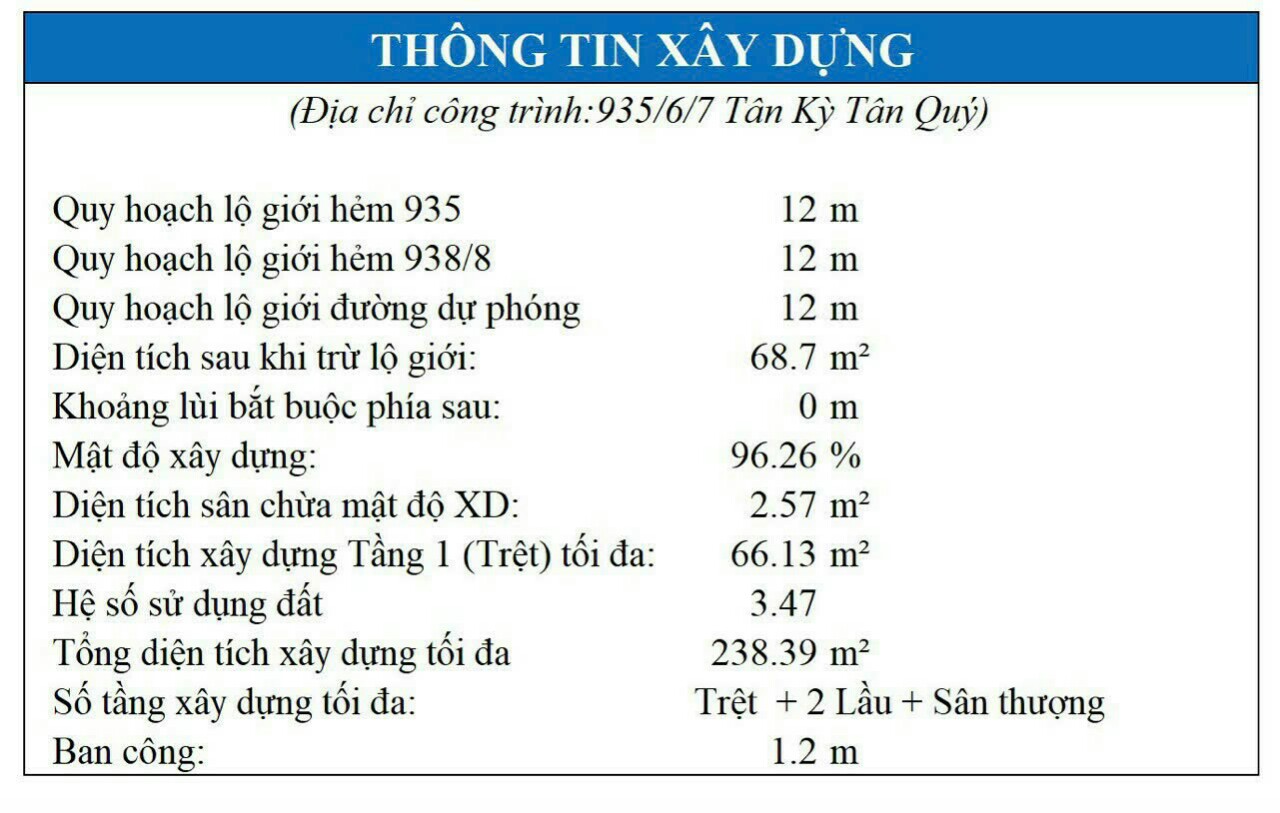 THÔNG TIN XÂY DỰNG
(Địa chỉ công trình:935/6/7 Tân Kỳ Tân Quý)
Quy hoạch lộ giới hẻm 935 12 m
Quy hoạch lộ giới hẻm 938/8 12 m
Quy hoạch lộ giới đường dự phóng 12 m
Diện tích sau khi trừ lộ giới: 68.7 m²
Khoảng lùi bắt buộc phía sau: 0 m
Mật độ xây dựng: 96.26 %
Diện tích sân chừa mật độ XD: 2.57 m²
Diện tích xây dựng Tầng 1 (Trệt) tối đa: 66.13 m²
Hệ số sử dụng đất 3.47
Tổng diện tích xây dựng tối đa 238.39 m²
Số tầng xây dựng tối đa: Trệt + 2 Lầu + Sân thượng
Ban công: 1.2 m